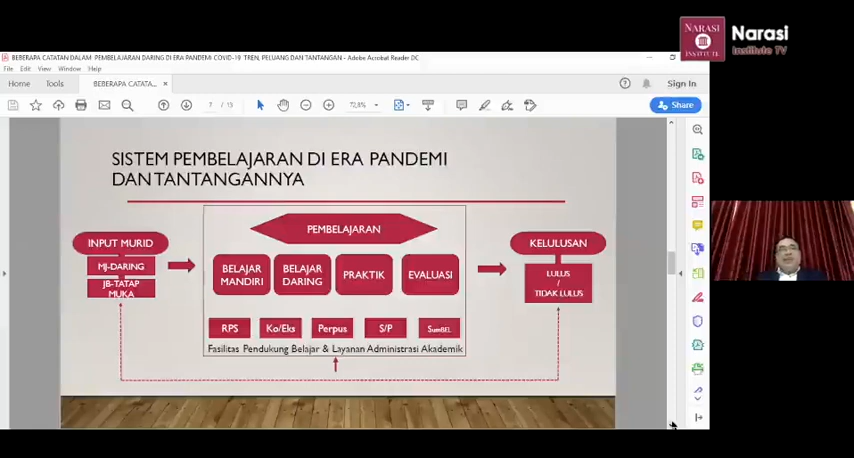 NARASI
INSTITUTE
Narasi
Institute TV
BEBERAPA CATATAN DALAM PEMBELAJARAN DARING DI ERA PANDEMI COVID-19 TREN, PELUANG DAN TANTANGAN - Adobe Acrobat Reader DC
File Edit View Window Help
Home Tools BEBERAPA CATATA... × Sign In
7 / 13 72,8% Share
SISTEM PEMBELAJARAN DI ERA PANDEMI
DAN TANTANGANNYA
PEMBELAJARAN
INPUT MURID
MJ-DARING
JB-TATAP
MUKA
BELAJAR
MANDIRI
BELAJAR
DARING
PRAKTIK
EVALUASI
KELULUSAN
LULUS
/
TIDAK LULUS
RPS Ko/Eks Perpus S/P SumBEL
Fasilitas Pendukung Belajar & Layanan Administrasi Akademik